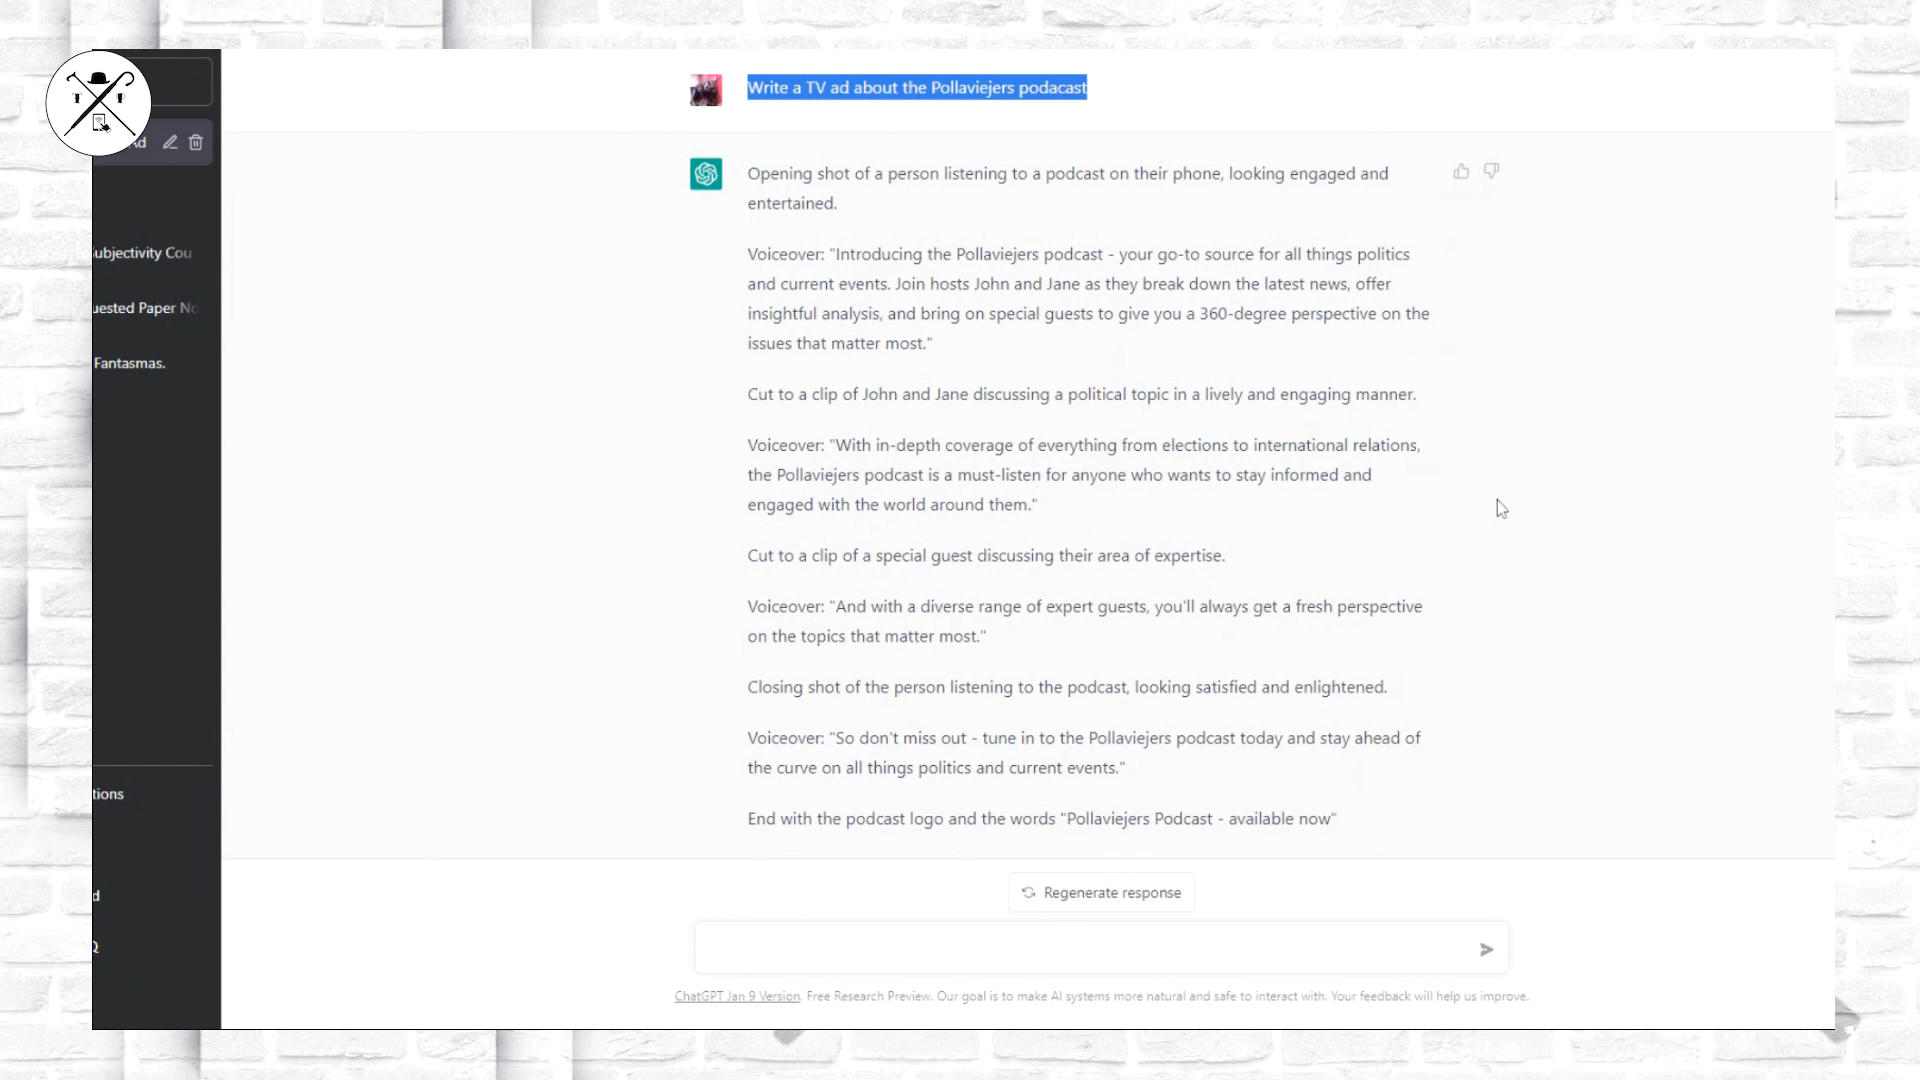 T T
Ad
Write a TV ad about the Pollaviejers podacast
Opening shot of a person listening to a podcast on their phone, looking engaged and
entertained.
ubjectivity Cou
Voiceover: "Introducing the Pollaviejers podcast - your go-to source for all things politics
and current events. Join hosts John and Jane as they break down the latest news, offer
uested Paper No
insightful analysis, and bring on special guests to give you a 360-degree perspective on the
issues that matter most."
Fantasmas.
Cut to a clip of John and Jane discussing a political topic in a lively and engaging manner.
Voiceover: "With in-depth coverage of everything from elections to international relations,
the Pollaviejers podcast is a must-listen for anyone who wants to stay informed and
engaged with the world around them."
Cut to a clip of a special guest discussing their area of expertise.
Voiceover: "And with a diverse range of expert guests, you'll always get a fresh perspective
on the topics that matter most."
Closing shot of the person listening to the podcast, looking satisfied and enlightened.
Voiceover: "So don't miss out - tune in to the Pollaviejers podcast today and stay ahead of
the curve on all things politics and current events."
tions
End with the podcast logo and the words "Pollaviejers Podcast - available now"
d
Regenerate response
Q
ChatGPT Jan 9 Version. Free Research Preview. Our goal is to make AI systems more natural and safe to interact with. Your feedback will help us improve.